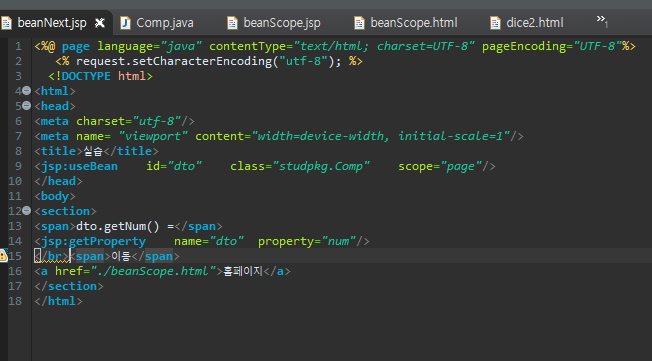 beanNext.jsp Comp.java beanScope.jsp beanScope.html dice2.html »1
1 <%@ page language="java" contentType="text/html; charset=UTF-8" pageEncoding="UTF-8"%>
2 <% request.setCharacterEncoding("utf-8"); %>
3 <!DOCTYPE html>
4 <html>
5 <head>
6 <meta charset="utf-8"/>
7 <meta name= "viewport" content="width=device-width, initial-scale=1"/>
8 <title>실습</title>
9 <jsp:useBean id="dto" class="studpkg.Comp" scope="page"/>
10 </head>
11 <body>
12 <section>
13 <span>dto.getNum() =</span>
14 <jsp:getProperty name="dto" property="num"/>
15 </br><span>이동</span>
16 <a href="./beanScope.html">홈페이지</a>
17 </section>
18 </html>